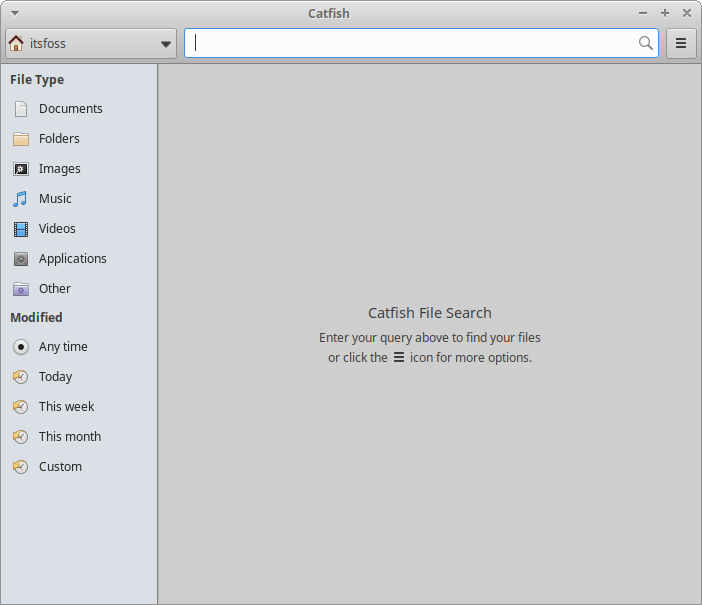 Catfish
itsfoss
File Type
Documents
Folders
Images
Music
Videos
Applications
Other
Modified
Any time
Today
This week
This month
Custom
Catfish File Search
Enter your query above to find your files
or click the icon for more options.